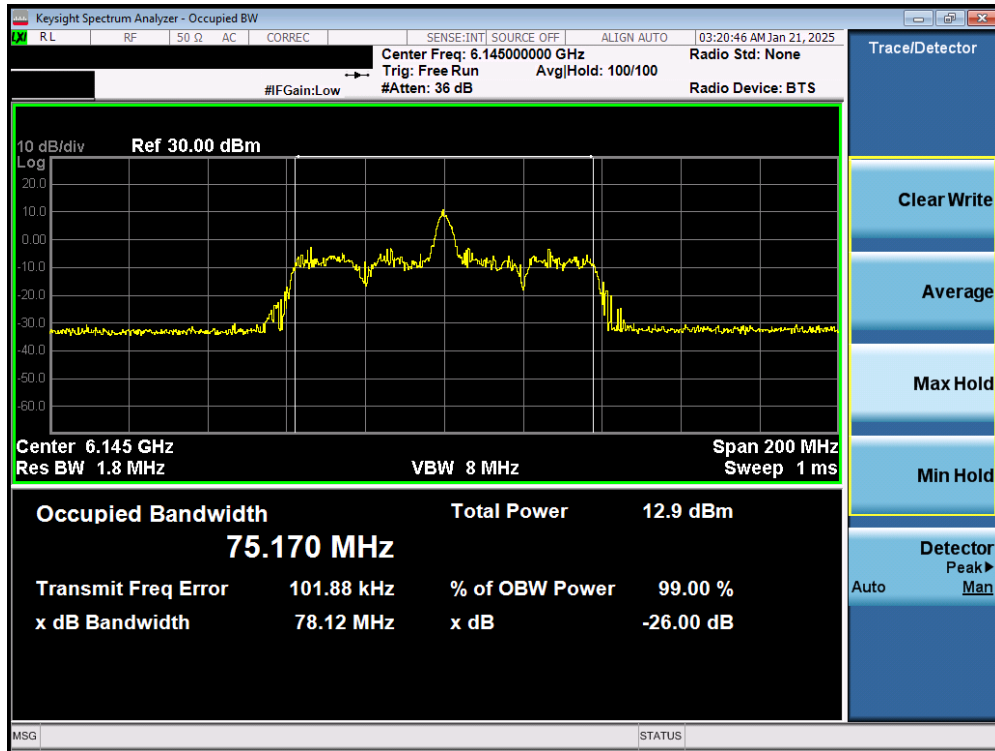 Keysight Spectrum Analyzer - Occupied BW
LXI RL RF 50 Ω AC CORREC SENSE:INT SOURCE OFF ALIGN AUTO 03:20:46 AM Jan 21, 2025
Center Freq: 6.145000000 GHz Radio Std: None
Trig: Free Run Avg|Hold: 100/100
#IFGain:Low #Atten: 36 dB Radio Device: BTS
10 dB/div Ref 30.00 dBm
Log
20.0
10.0
0.00
-10.0
-20.0
-30.0
-40.0
-50.0
-60.0
Center 6.145 GHz Span 200 MHz
Res BW 1.8 MHz VBW 8 MHz Sweep 1 ms
Occupied Bandwidth Total Power 12.9 dBm
75.170 MHz
Transmit Freq Error 101.88 kHz % of OBW Power 99.00 %
x dB Bandwidth 78.12 MHz x dB -26.00 dB
MSG STATUS
Trace/Detector
Clear Write
Average
Max Hold
Min Hold
Detector
Peak▶
Auto Man